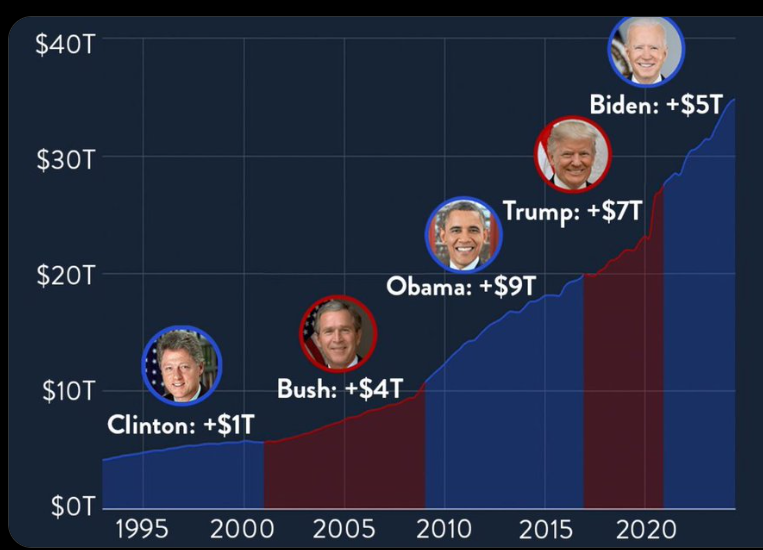 $40T
Biden: +$5T
$30T
Trump: +$7T
$20T
Obama: +$9T
$10T
Bush: +$4T
Clinton: +$1T
$0T
1995 2000 2005 2010 2015 2020